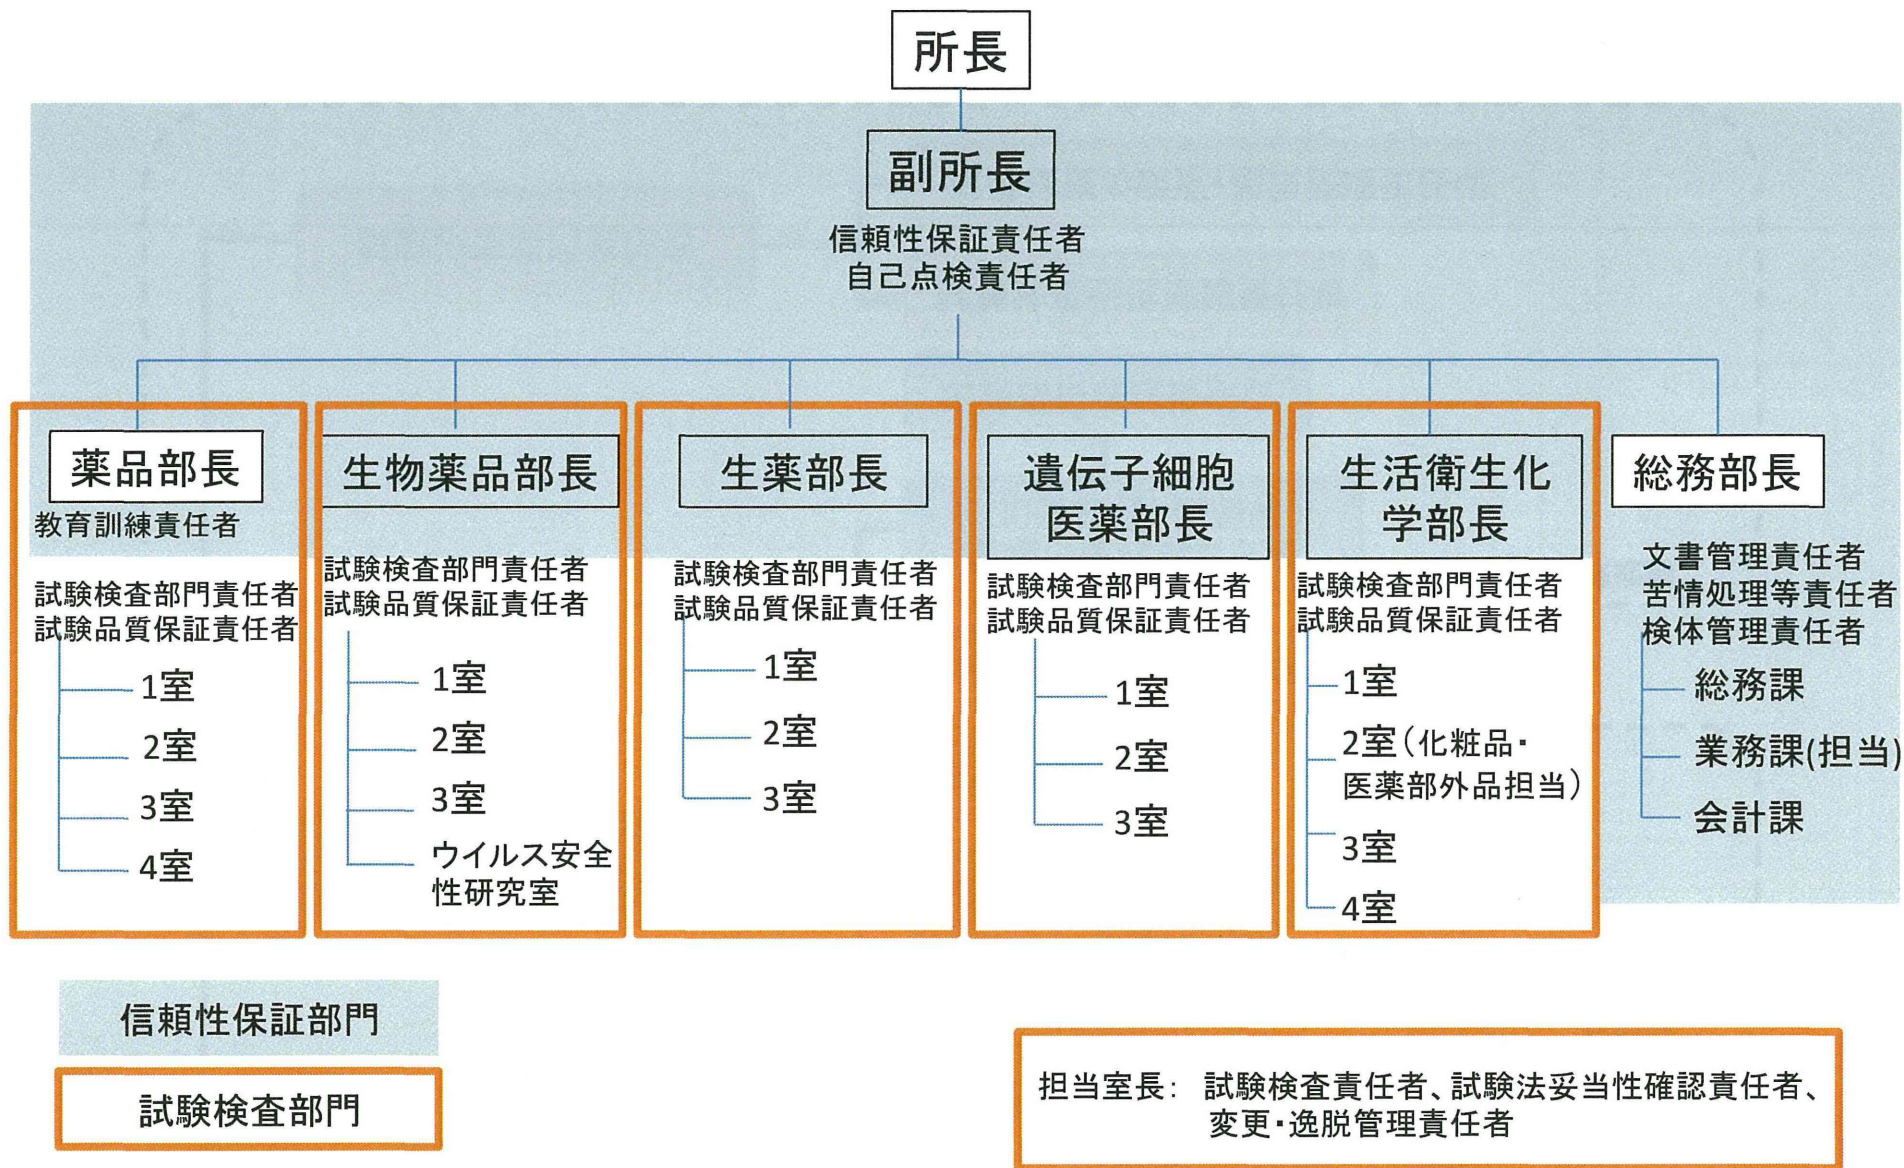 所長
副所長
信頼性保証責任者
自己点検責任者
薬品部長
教育訓練責任者
試験検査部門責任者
試験品質保証責任者
1室
2室
3室
4室
生物薬品部長
試験検査部門責任者
試験品質保証責任者
1室
2室
3室
ウイルス安全
性研究室
生薬部長
試験検査部門責任者
試験品質保証責任者
1室
2室
3室
遺伝子細胞
医薬部長
試験検査部門責任者
試験品質保証責任者
1室
2室
3室
生活衛生化
学部長
試験検査部門責任者
試験品質保証責任者
1室
2室(化粧品・
医薬部外品担当)
3室
4室
総務部長
文書管理責任者
苦情処理等責任者
検体管理責任者
総務課
業務課(担当)
会計課
信頼性保証部門
試験検査部門
担当室長: 試験検査責任者、試験法妥当性確認責任者、
変更・逸脱管理責任者